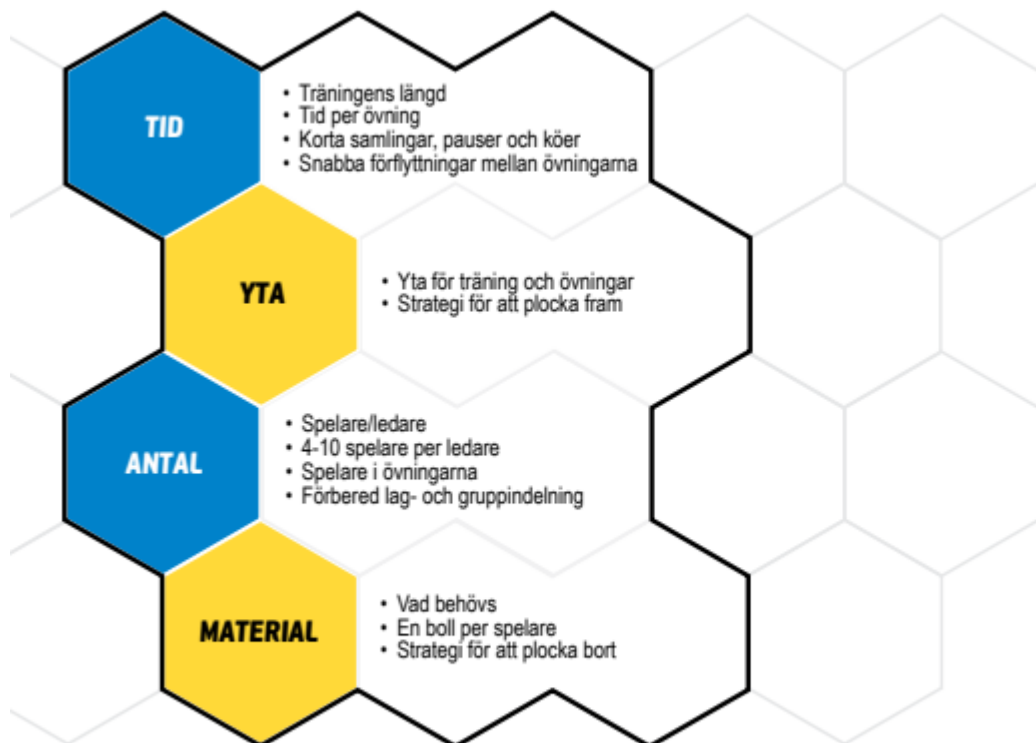 TID
• Träningens längd
• Tid per övning
• Korta samlingar, pauser och köer
• Snabba förflyttningar mellan övningarna
YTA
• Yta för träning och övningar
• Strategi för att plocka fram
ANTAL
• Spelare/ledare
• 4-10 spelare per ledare
• Spelare i övningarna
• Förbered lag- och gruppindelning
MATERIAL
• Vad behövs
• En boll per spelare
• Strategi för att plocka bort